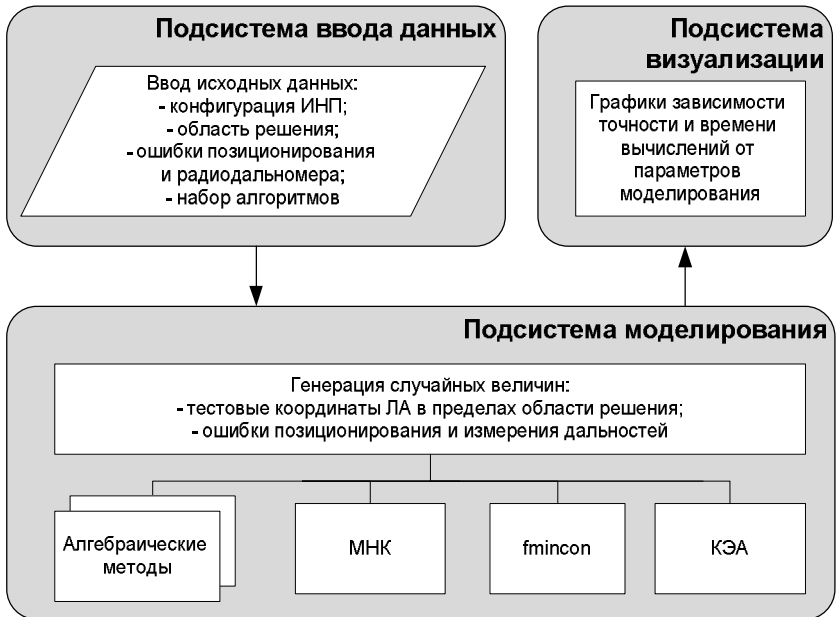 Подсистема ввода данных
Ввод исходных данных:
- конфигурация ИНП;
- область решения;
- ошибки позиционирования
и радиодальномера;
- набор алгоритмов
Подсистема
визуализации
Графики зависимости
точности и времени
вычислений от
параметров
моделирования
Подсистема моделирования
Генерация случайных величин:
- тестовые координаты ЛА в пределах области решения;
- ошибки позиционирования и измерения дальностей
Алгебраические
методы
МНК
fmincon
КЭА